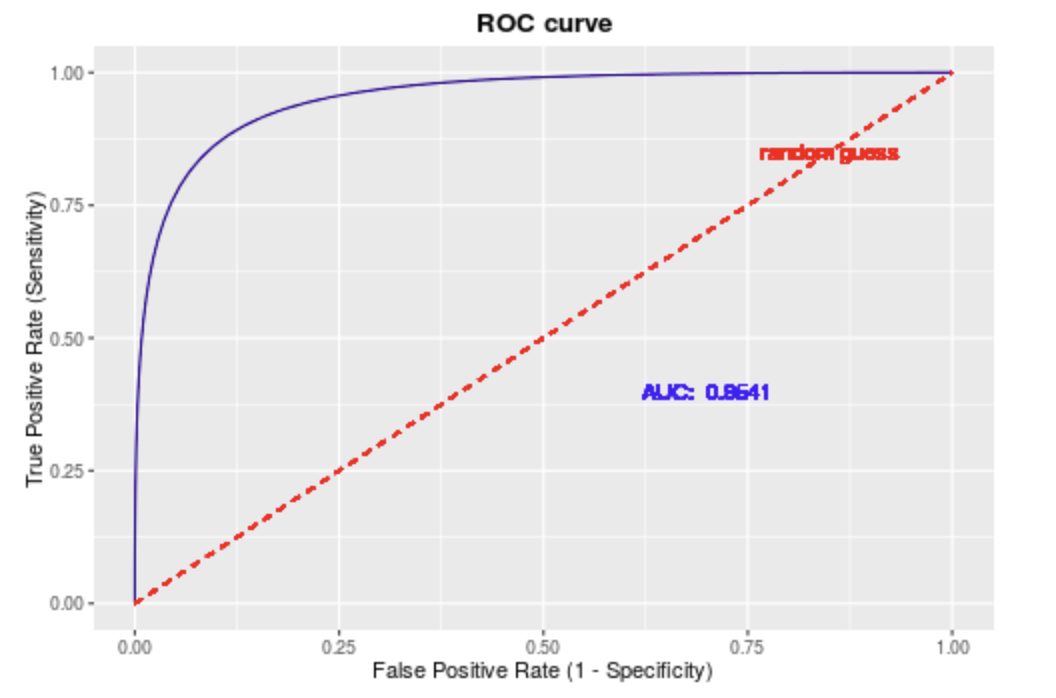 ROC curve
1.00
0.75
0.50
0.25
0.00
True Positive Rate (Sensitivity)
random guess
AUC: 0.8541
0.00 0.25 0.50 0.75 1.00
False Positive Rate (1 - Specificity)